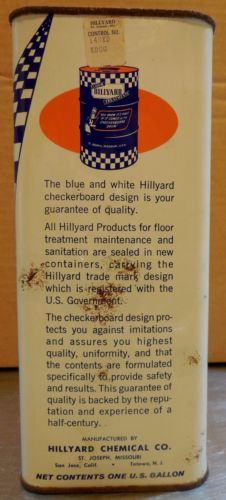 HILLYARD
CONTROL NO.
HILLYARD
The blue and white Hillyard
checkerboard design is your
guarantee of quality.
All Hillyard Products for floor
treatment maintenance and
sanitation are sealed in new
containers, carrying the
Hillyard trade mark design
which is registered with the
U.S. Government.
The checkerboard design pro-
tects you against imitations
and assures you highest
quality, uniformity, and that
the contents are formulated
specifically to provide safety
and results. This guarantee of
quality is backed by the repu-
tation and experience of a
half-century.
MANUFACTURED BY
HILLYARD CHEMICAL CO.
ST. JOSEPH, MISSOURI
San Jose, Calif. • Totowa, N. J.
NET CONTENTS ONE U.S. GALLON